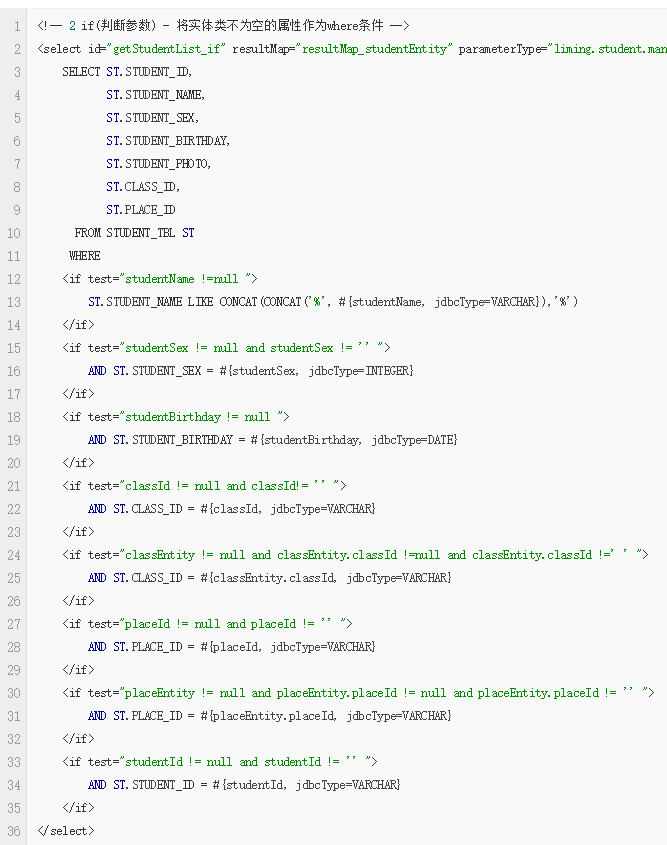 1 <!— 2 if(判断参数) - 将实体类不为空的属性作为where条件 —>
2 <select id="getStudentList_if" resultMap="resultMap_studentEntity" parameterType="liming.student.man
3 SELECT ST.STUDENT_ID,
4 ST.STUDENT_NAME,
5 ST.STUDENT_SEX,
6 ST.STUDENT_BIRTHDAY,
7 ST.STUDENT_PHOTO,
8 ST.CLASS_ID,
9 ST.PLACE_ID
10 FROM STUDENT_TBL ST
11 WHERE
12 <if test="studentName !=null ">
13 ST.STUDENT_NAME LIKE CONCAT(CONCAT('%', #{studentName, jdbcType=VARCHAR}),'%')
14 </if>
15 <if test="studentSex != null and studentSex != '' ">
16 AND ST.STUDENT_SEX = #{studentSex, jdbcType=INTEGER}
17 </if>
18 <if test="studentBirthday != null ">
19 AND ST.STUDENT_BIRTHDAY = #{studentBirthday, jdbcType=DATE}
20 </if>
21 <if test="classId != null and classId!= '' ">
22 AND ST.CLASS_ID = #{classId, jdbcType=VARCHAR}
23 </if>
24 <if test="classEntity != null and classEntity.classId !=null and classEntity.classId !=' ' ">
25 AND ST.CLASS_ID = #{classEntity.classId, jdbcType=VARCHAR}
26 </if>
27 <if test="placeId != null and placeId != '' ">
28 AND ST.PLACE_ID = #{placeId, jdbcType=VARCHAR}
29 </if>
30 <if test="placeEntity != null and placeEntity.placeId != null and placeEntity.placeId != '' ">
31 AND ST.PLACE_ID = #{placeEntity.placeId, jdbcType=VARCHAR}
32 </if>
33 <if test="studentId != null and studentId != '' ">
34 AND ST.STUDENT_ID = #{studentId, jdbcType=VARCHAR}
35 </if>
36 </select>